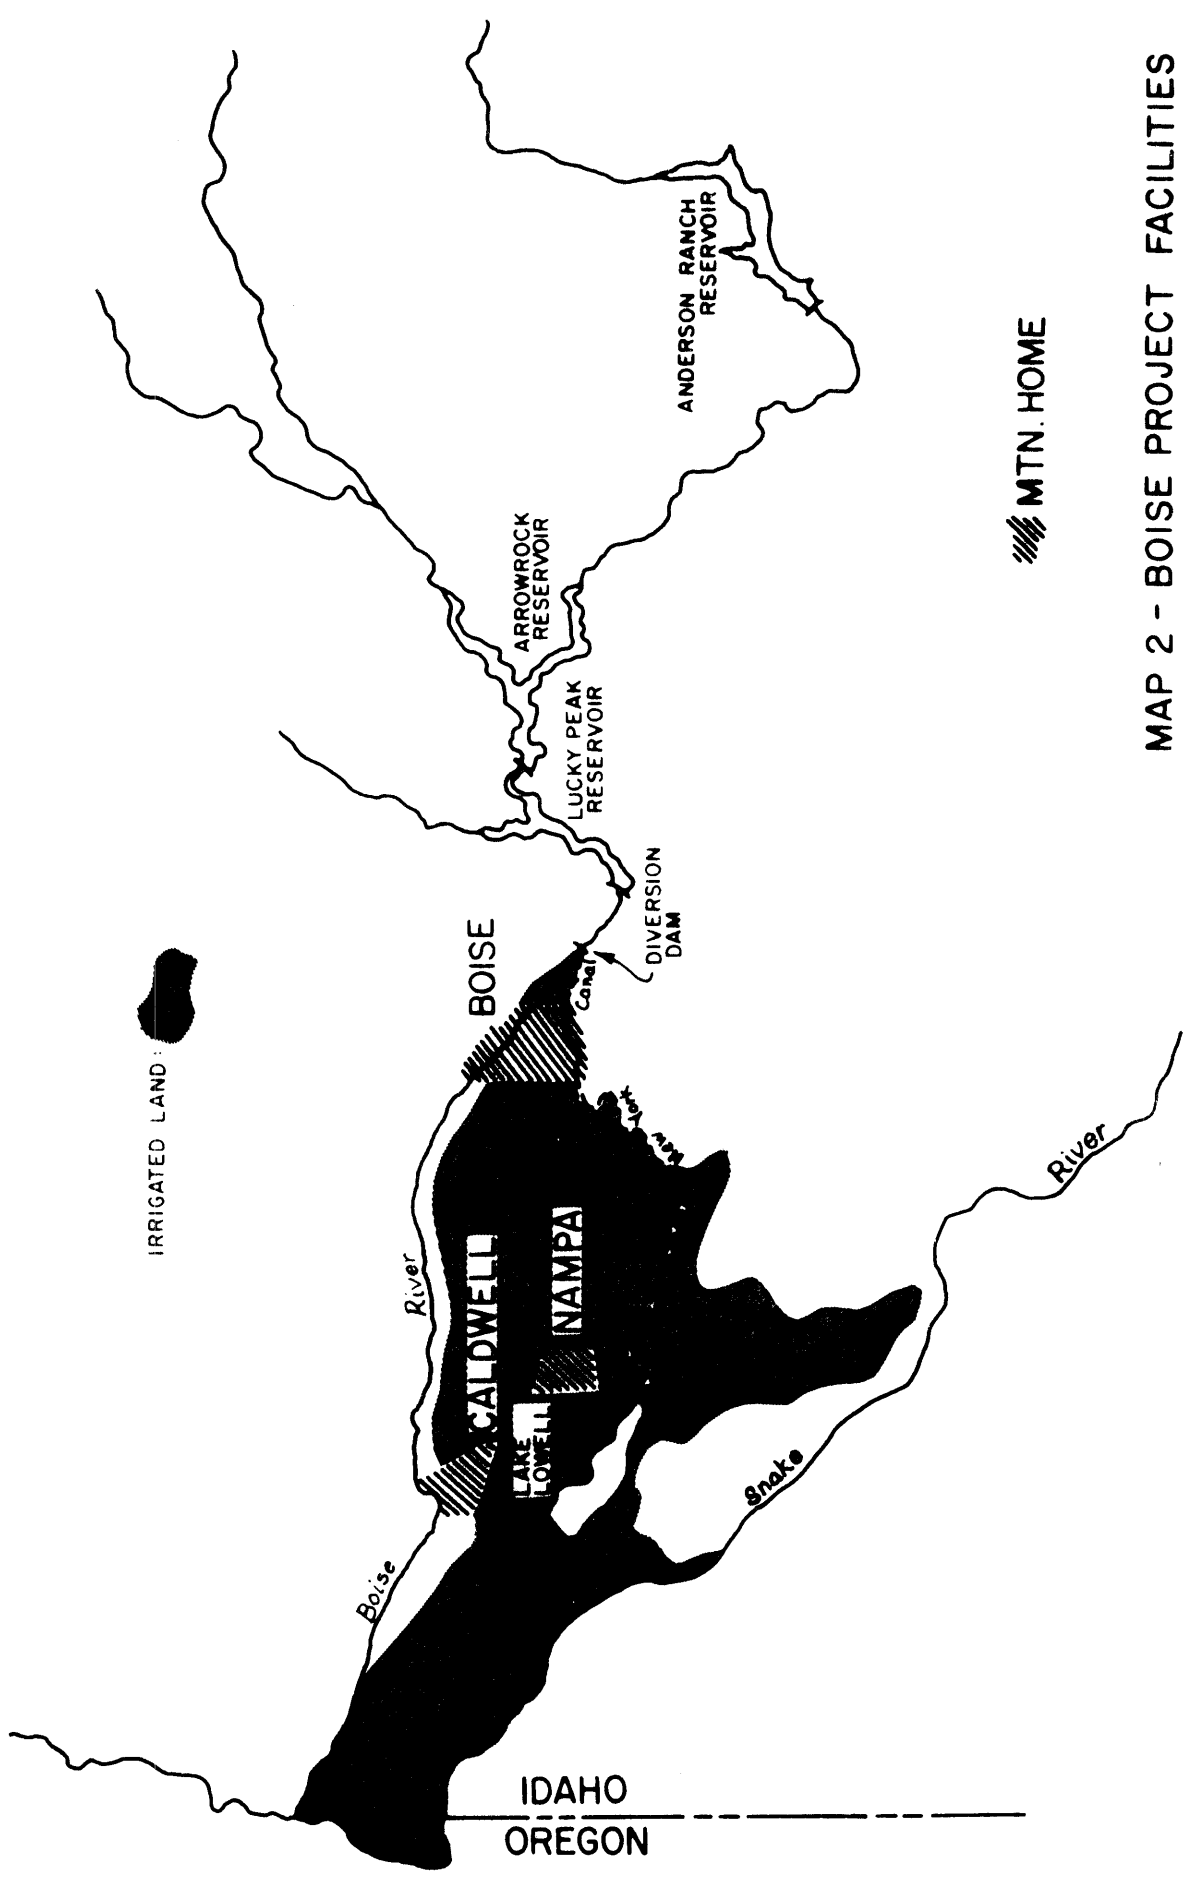 IRRIGATED LAND:
BOISE
ARROWROCK
RESERVOIR
LUCKY PEAK
RESERVOIR
ANDERSON RANCH
RESERVOIR
DIVERSION
DAM
Canal
York
New
River
Boise
CALDWELL
NAMPA
LAKE
LOWELL
MTN. HOME
Snake
River
IDAHO
OREGON
MAP 2 - BOISE PROJECT FACILITIES